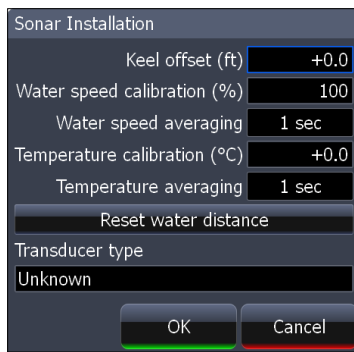 Sonar Installation
Keel offset (ft) +0.0
Water speed calibration (%) 100
Water speed averaging 1 sec
Temperature calibration (°C) +0.0
Temperature averaging 1 sec
Reset water distance
Transducer type
Unknown
OK Cancel